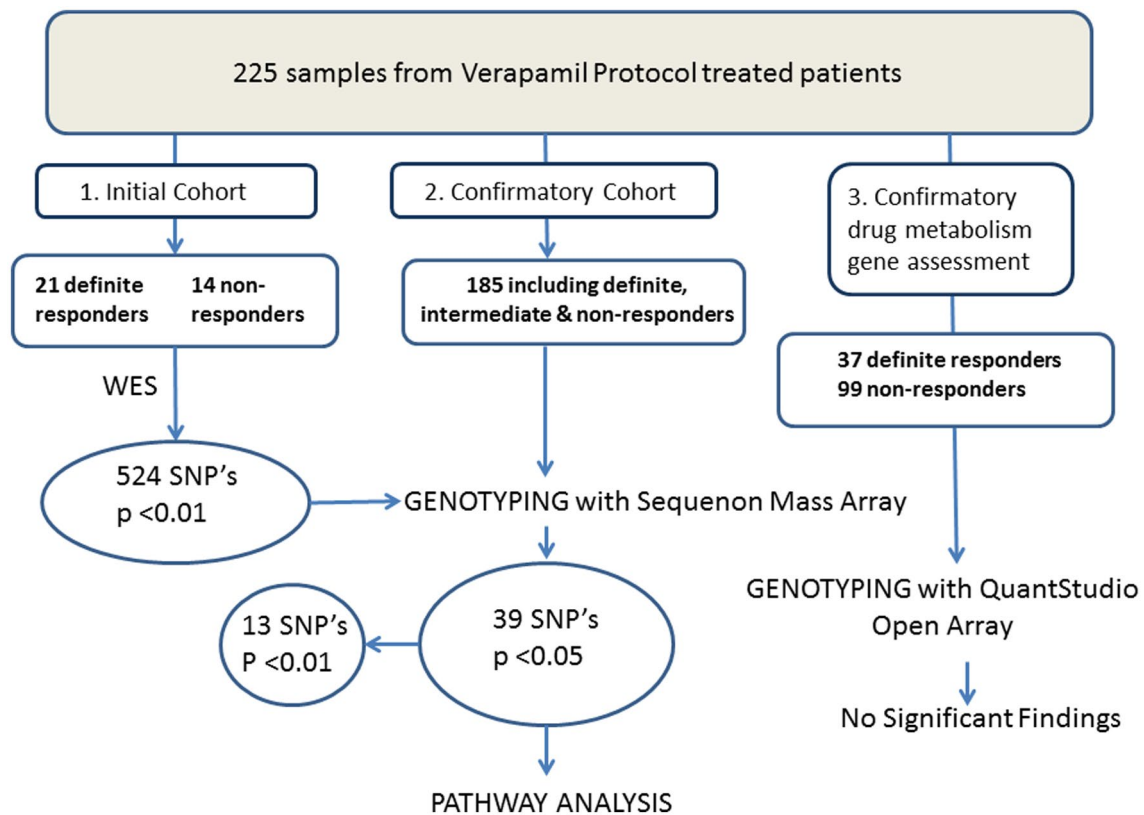 225 samples from Verapamil Protocol treated patients
1. Initial Cohort
21 definite
responders
14 non-
responders
WES
524 SNP's
p <0.01
2. Confirmatory Cohort
185 including definite,
intermediate & non-responders
GENOTYPING with Sequenon Mass Array
39 SNP's
p <0.05
13 SNP's
P <0.01
PATHWAY ANALYSIS
3. Confirmatory
drug metabolism
gene assessment
37 definite responders
99 non-responders
GENOTYPING with QuantStudio
Open Array
No Significant Findings